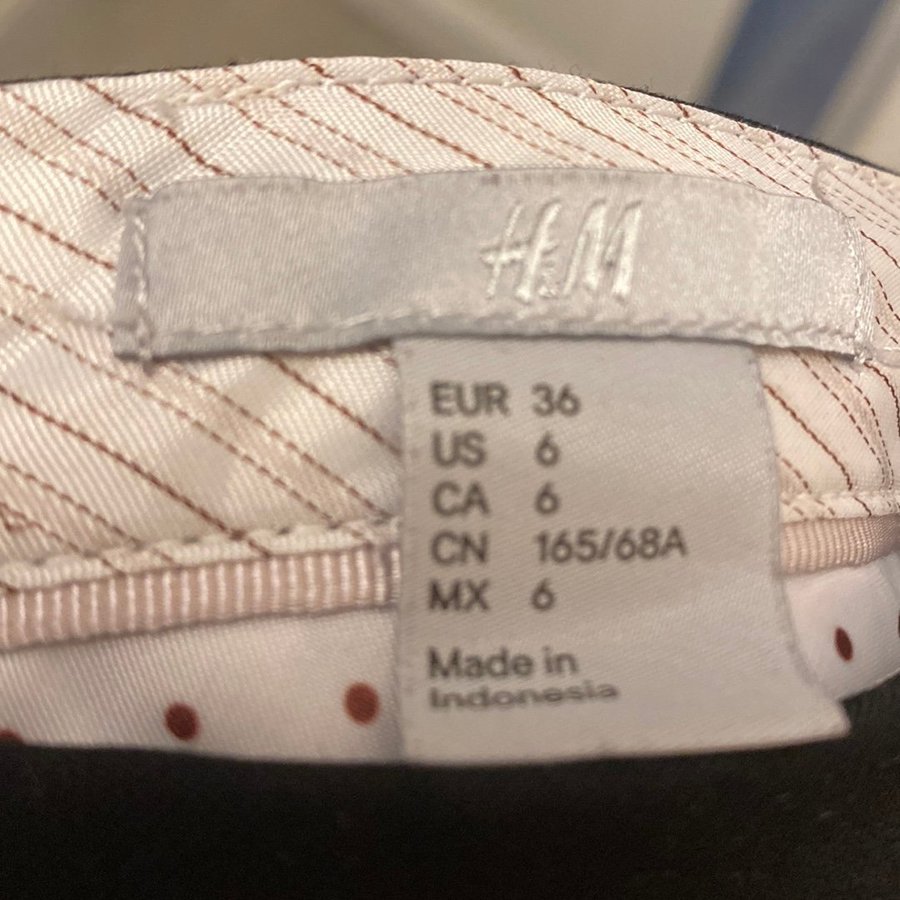 H&M
EUR 36
US 6
CA 6
CN 165/68A
MX 6
Made in
Indonesia